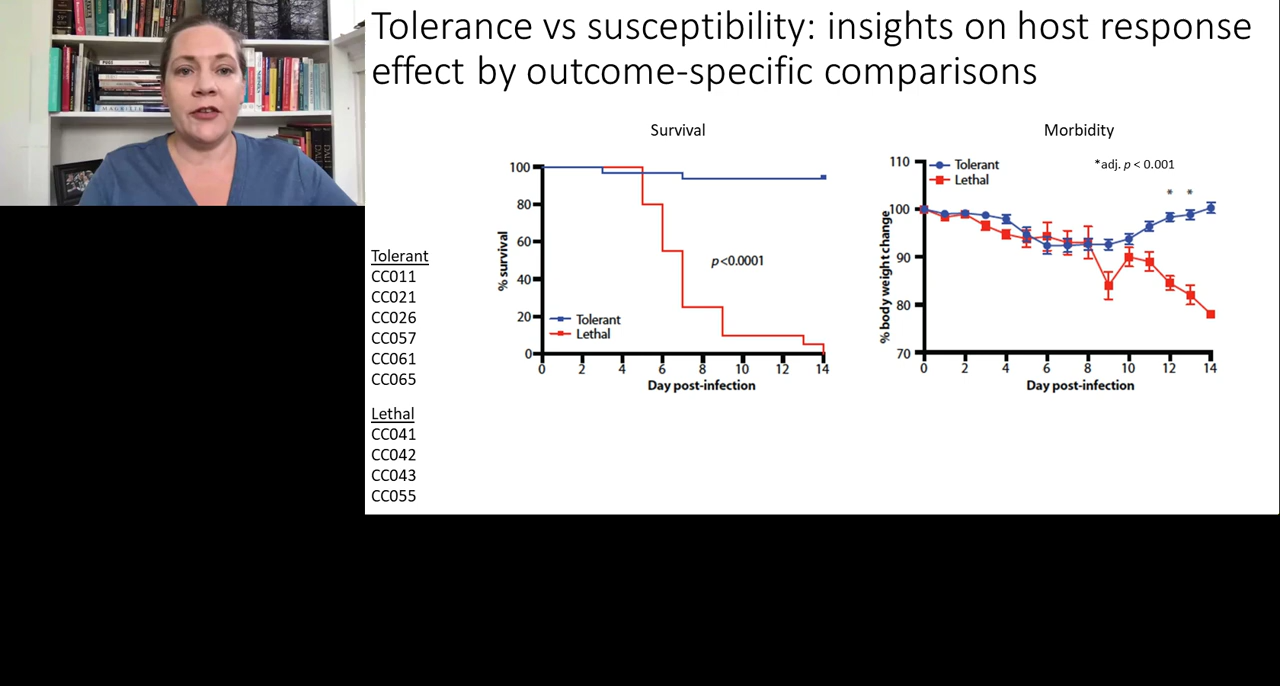 Tolerance vs susceptibility: insights on host response
effect by outcome-specific comparisons
Survival
Morbidity
Tolerant
CC011
CC021
CC026
CC057
CC061
CC065
Lethal
CC041
CC042
CC043
CC055
% survival
100
80
60
40
20
0
p<0.0001
Tolerant
Lethal
0 2 4 6 8 10 12 14
Day post-infection
% body weight change
110
100
90
80
70
Tolerant
Lethal
*adj. p < 0.001
* *
0 2 4 6 8 10 12 14
Day post-infection